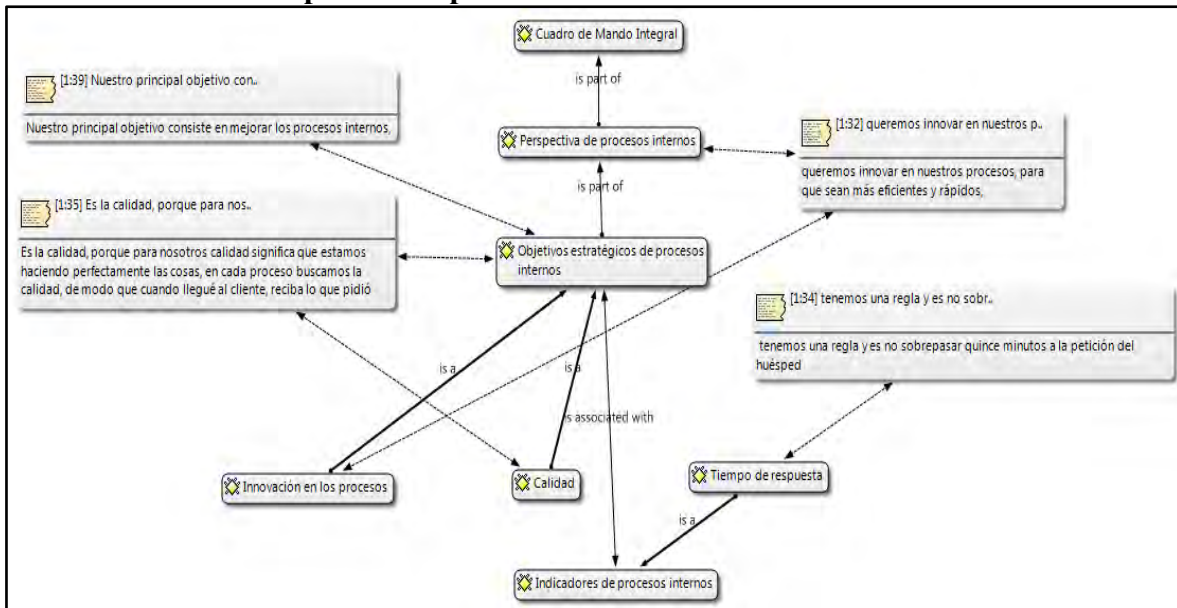 Cuadro de Mando Integral
is part of
[1:39] Nuestro principal objetivo con..
Nuestro principal objetivo consiste en mejorar los procesos internos,
Perspectiva de procesos internos
[1:32] queremos innovar en nuestros p..
queremos innovar en nuestros procesos, para
que sean más eficientes y rápidos,
is part of
[1:35] Es la calidad, porque para nos..
Es la calidad, porque para nosotros calidad significa que estamos
haciendo perfectamente las cosas, en cada proceso buscamos la
calidad, de modo que cuando llegué al cliente, reciba lo que pidió
Objetivos estratégicos de procesos
internos
[1:34] tenemos una regla y es no sobr..
tenemos una regla y es no sobrepasar quince minutos a la petición del
huésped
is a
is a
is associated with
Innovación en los procesos
Calidad
Tiempo de respuesta
is a
Indicadores de procesos internos